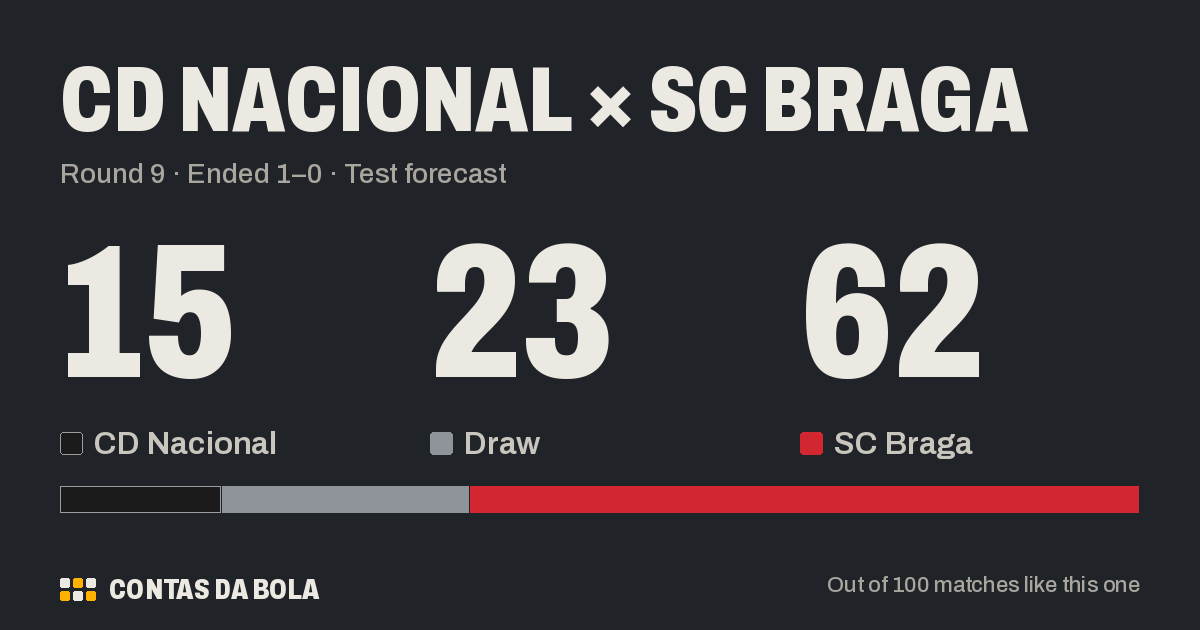 CD NACIONAL × SC BRAGA
Round 9 · Ended 1–0 · Test forecast
15 23 62
CD Nacional Draw SC Braga
CONTAS DA BOLA
Out of 100 matches like this one